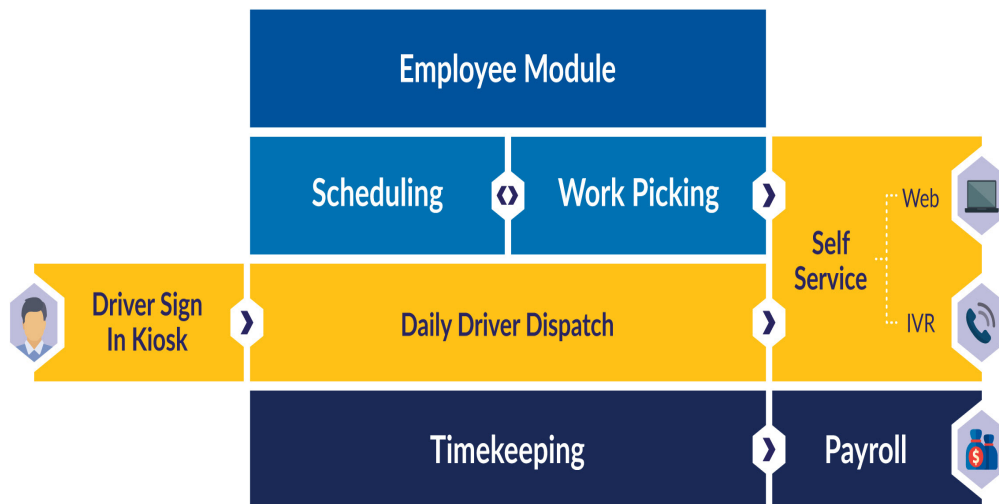 Employee Module
Scheduling
Work Picking
Self
Service
Web
IVR
Driver Sign
In Kiosk
Daily Driver Dispatch
Timekeeping
Payroll
$